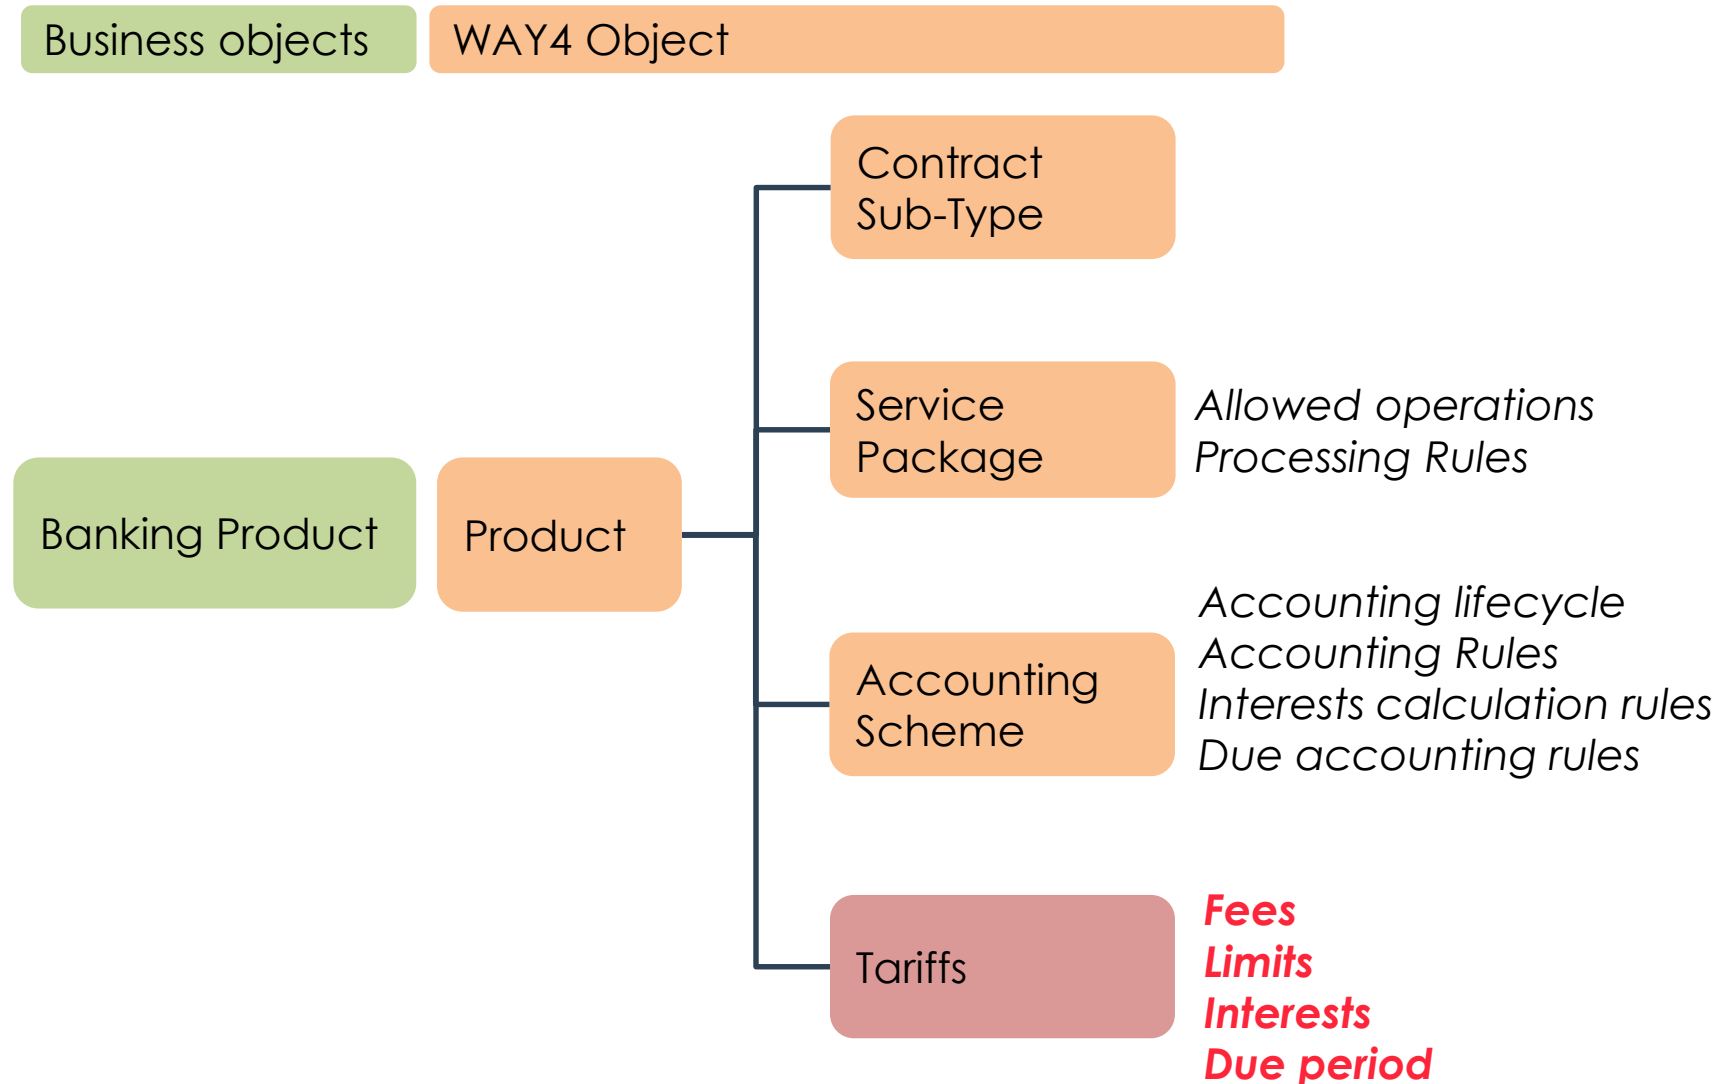 Business objects
WAY4 Object
Contract
Sub-Type
Service
Package
Allowed operations
Processing Rules
Banking Product
Product
Accounting
Scheme
Accounting lifecycle
Accounting Rules
Interests calculation rules
Due accounting rules
Tariffs
Fees
Limits
Interests
Due period